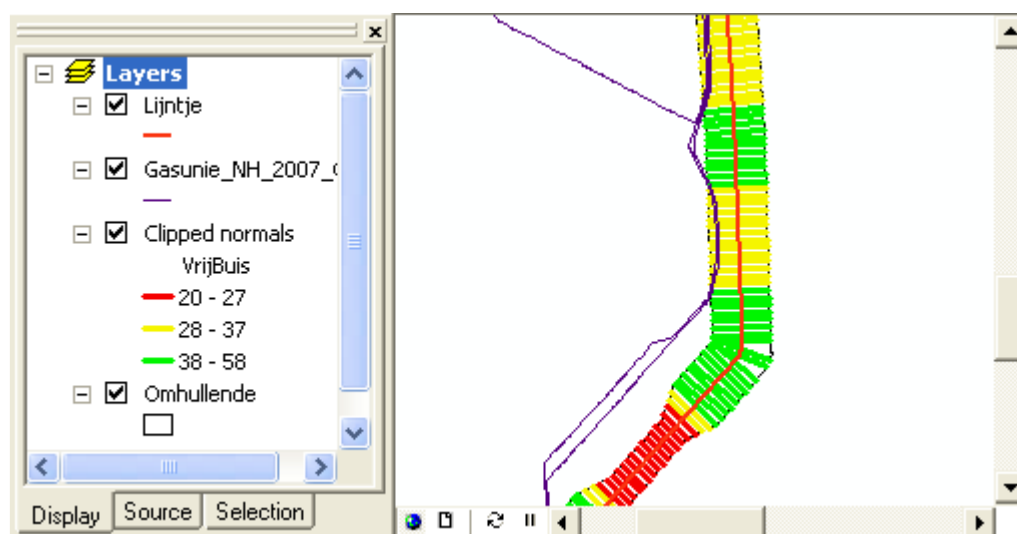 Layers
Lijntje
Gasunie_NH_2007_
Clipped normals
VrijBuis
20 - 27
28 - 37
38 - 58
Omhullende
Display Source Selection